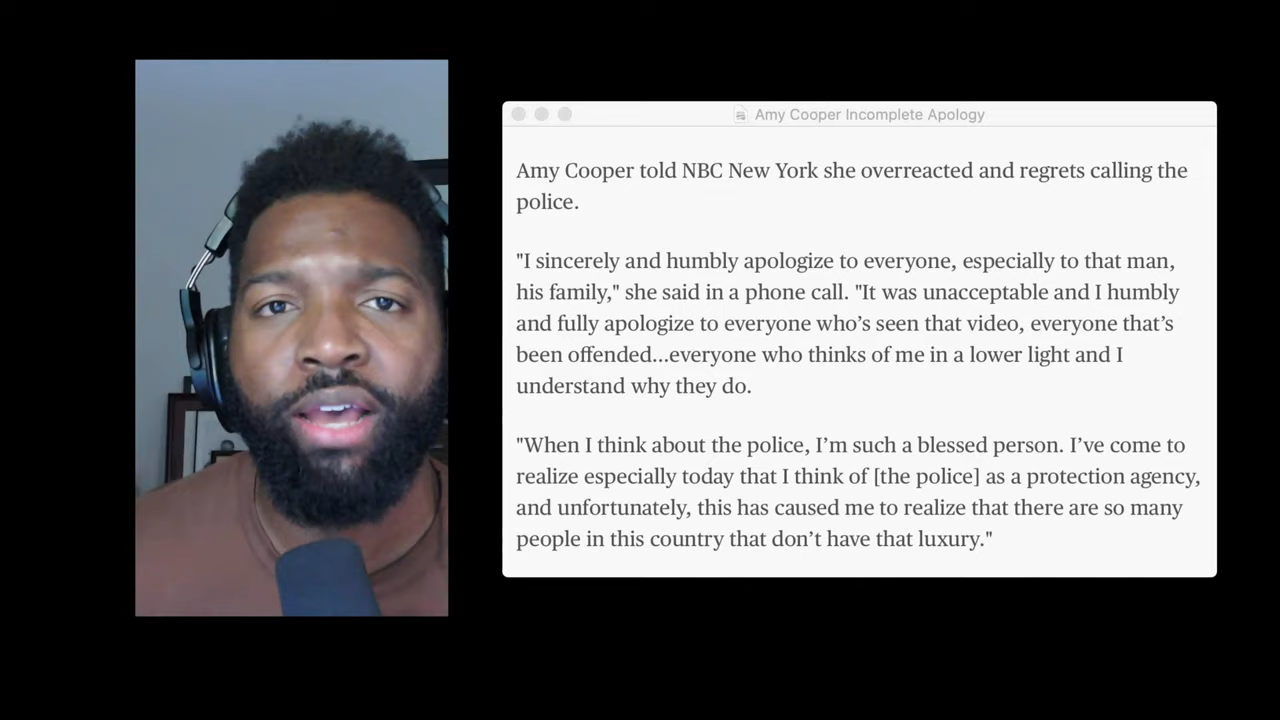 Amy Cooper Incomplete Apology
Amy Cooper told NBC New York she overreacted and regrets calling the
police.
"I sincerely and humbly apologize to everyone, especially to that man,
his family," she said in a phone call. "It was unacceptable and I humbly
and fully apologize to everyone who’s seen that video, everyone that’s
been offended...everyone who thinks of me in a lower light and I
understand why they do.
"When I think about the police, I’m such a blessed person. I’ve come to
realize especially today that I think of [the police] as a protection agency,
and unfortunately, this has caused me to realize that there are so many
people in this country that don’t have that luxury."